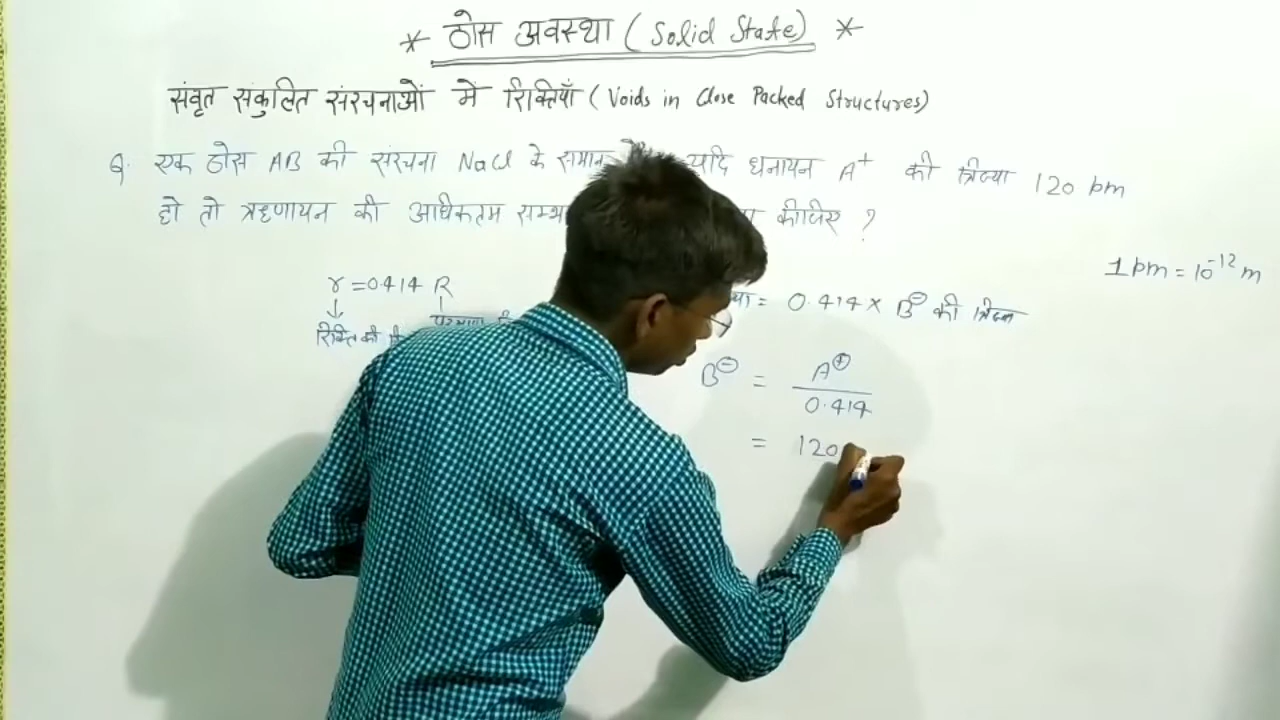 * ठोस अवस्था ( Solid State) *
संवृत संकुलित संरचनाओं में रिक्तियाँ ( Voids in Close Packed Structures)
Q. एक ठोस AB की संरचना NaCl के समान यदि धनायन A⁺ की त्रिज्या 120 pm
हो तो ऋणायन की अधिकतम कीजिए ?
1 pm = 10⁻¹² m
r = 0.414 R
रिक्ति की
= 0.414 × B⊖ की त्रिज्या
B⊖ = A⊕ / 0.414
= 120